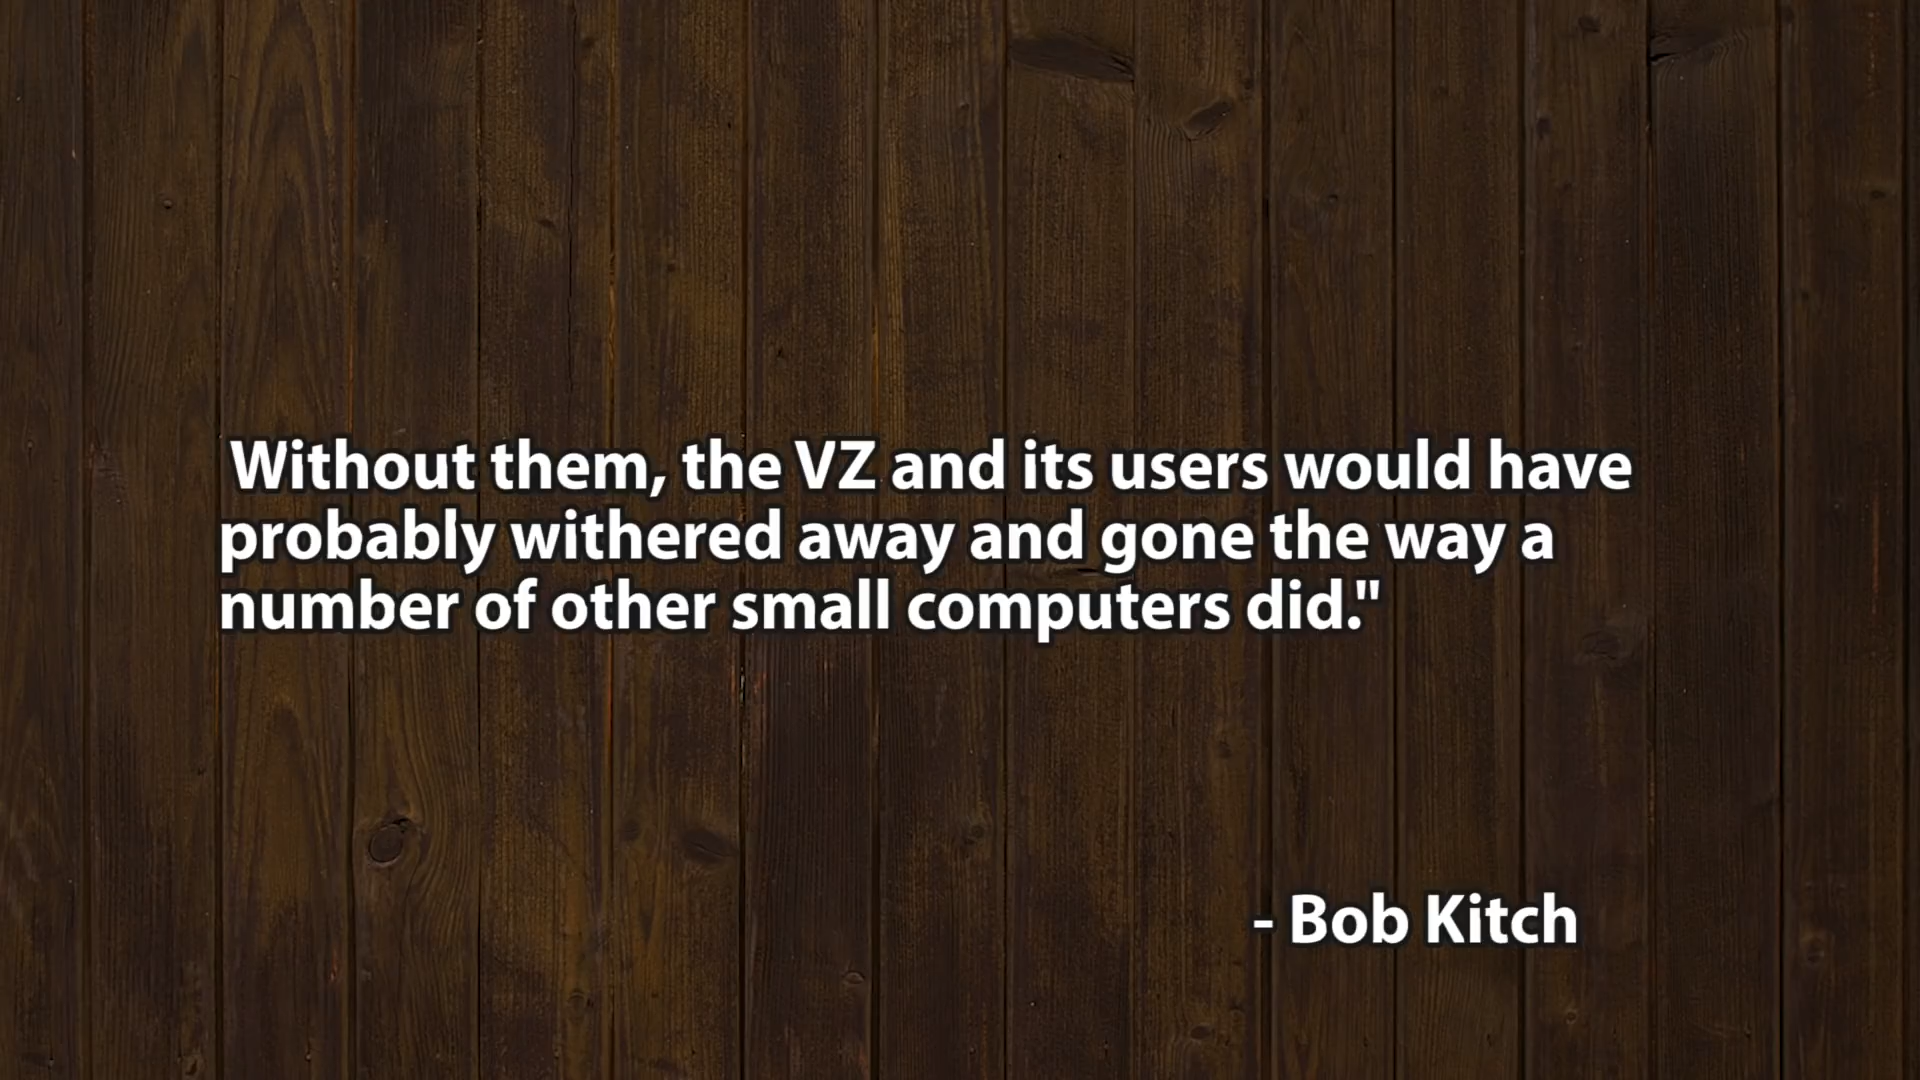 Without them, the VZ and its users would have
probably withered away and gone the way a
number of other small computers did."
- Bob Kitch